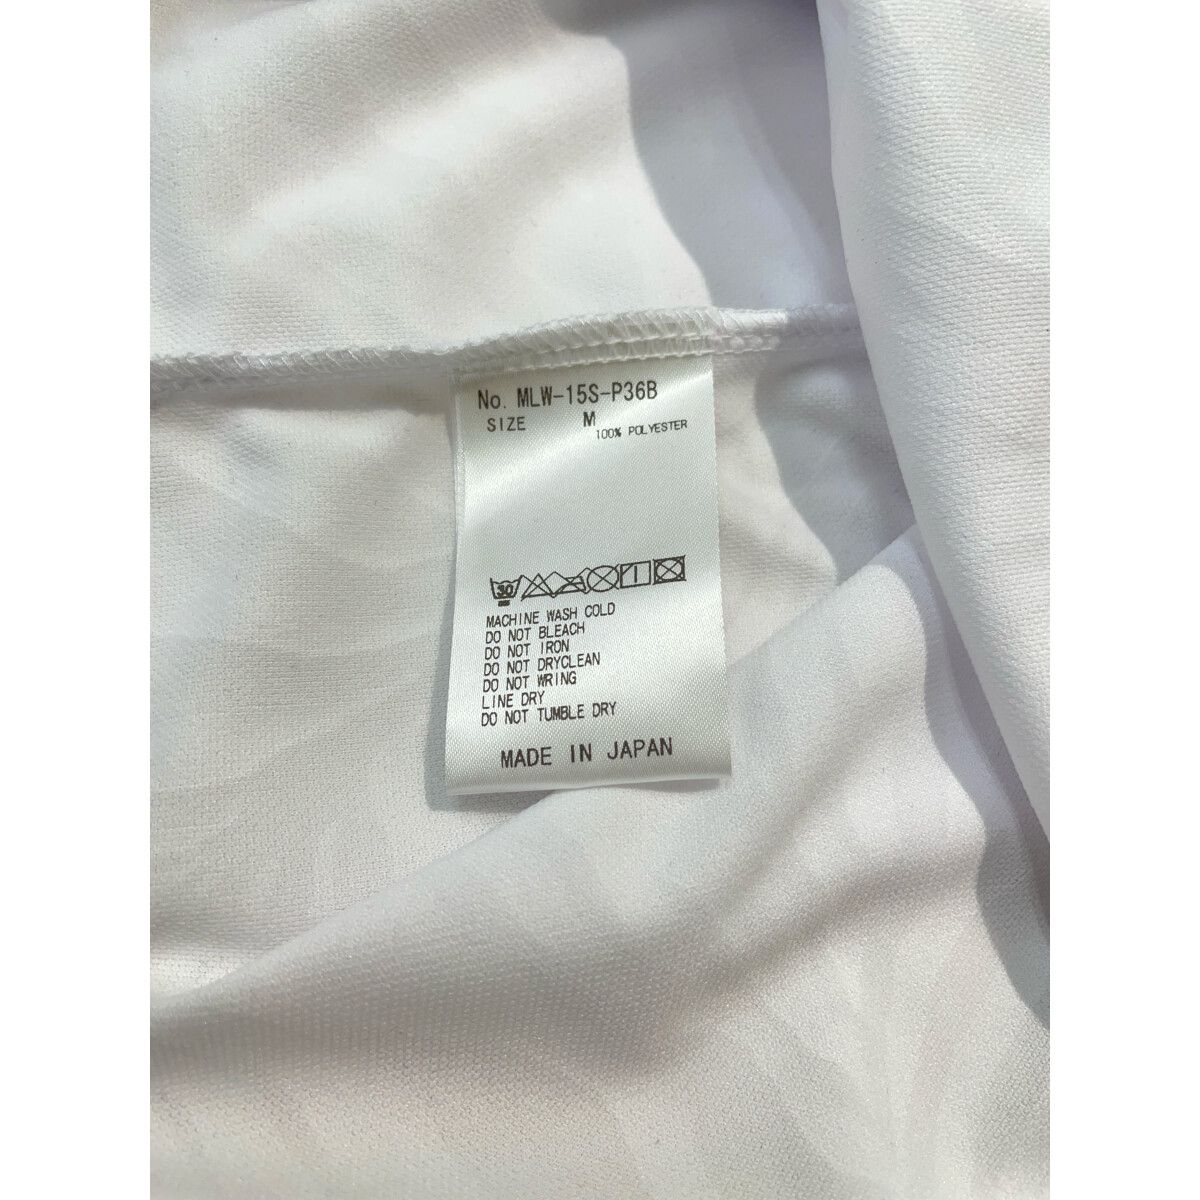 No. MLW-15S-P36B
SIZE M
100% POLYESTER
30
MACHINE WASH COLD
DO NOT BLEACH
DO NOT IRON
DO NOT DRYCLEAN
DO NOT WRING
LINE DRY
DO NOT TUMBLE DRY
MADE IN JAPAN